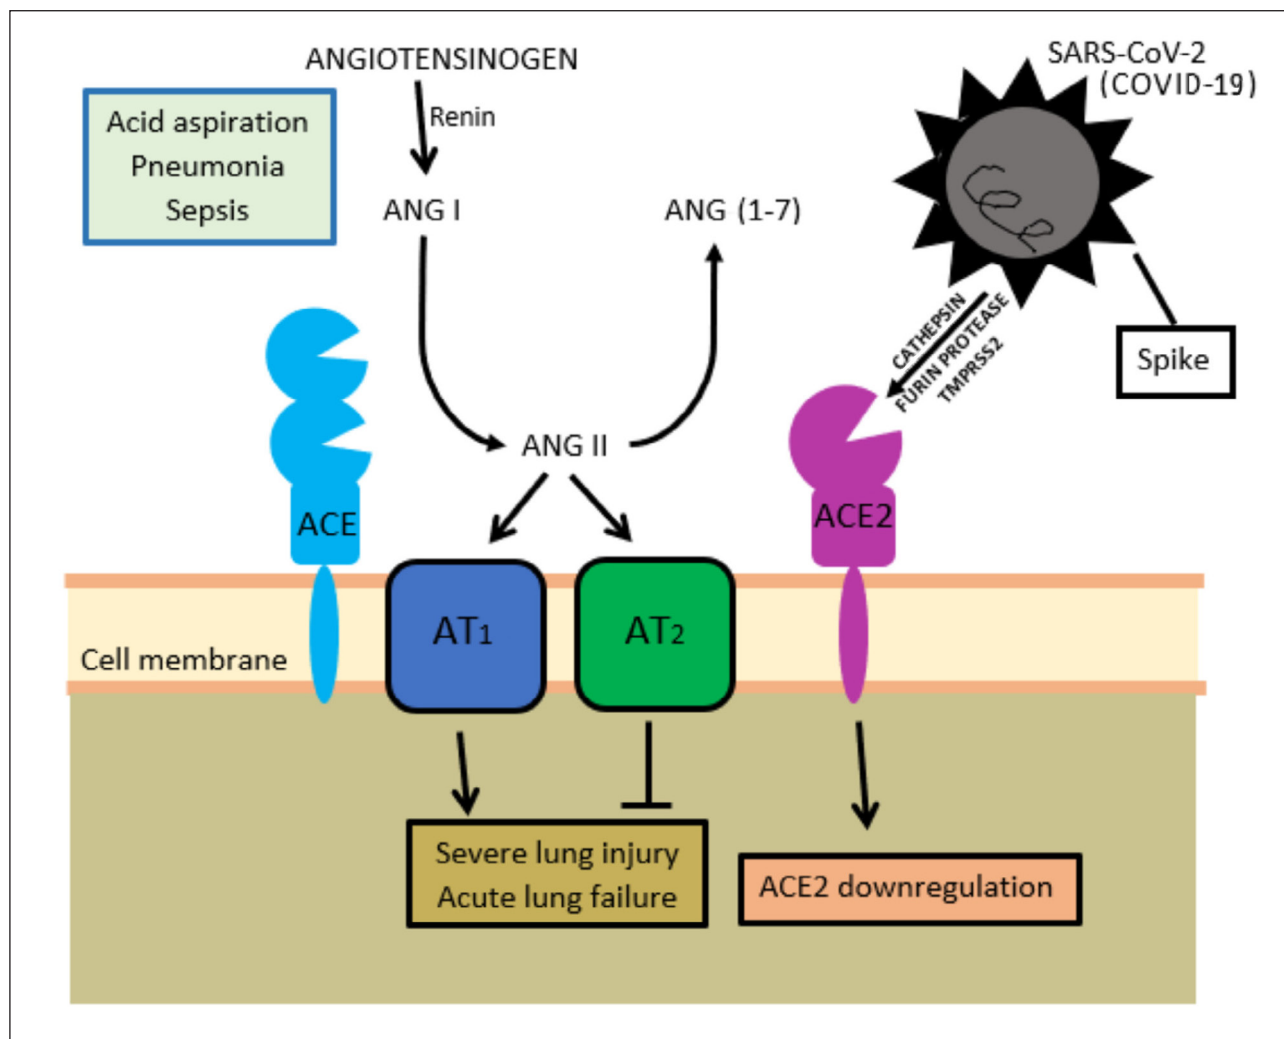 ANGIOTENSINOGEN
Renin
Acid aspiration
Pneumonia
Sepsis
ANG I
ANG (1-7)
SARS-CoV-2
(COVID-19)
CATHEPSIN
FURIN PROTEASE
TMPRSS2
Spike
ANG II
ACE
ACE2
AT1
AT2
Cell membrane
Severe lung injury
Acute lung failure
ACE2 downregulation